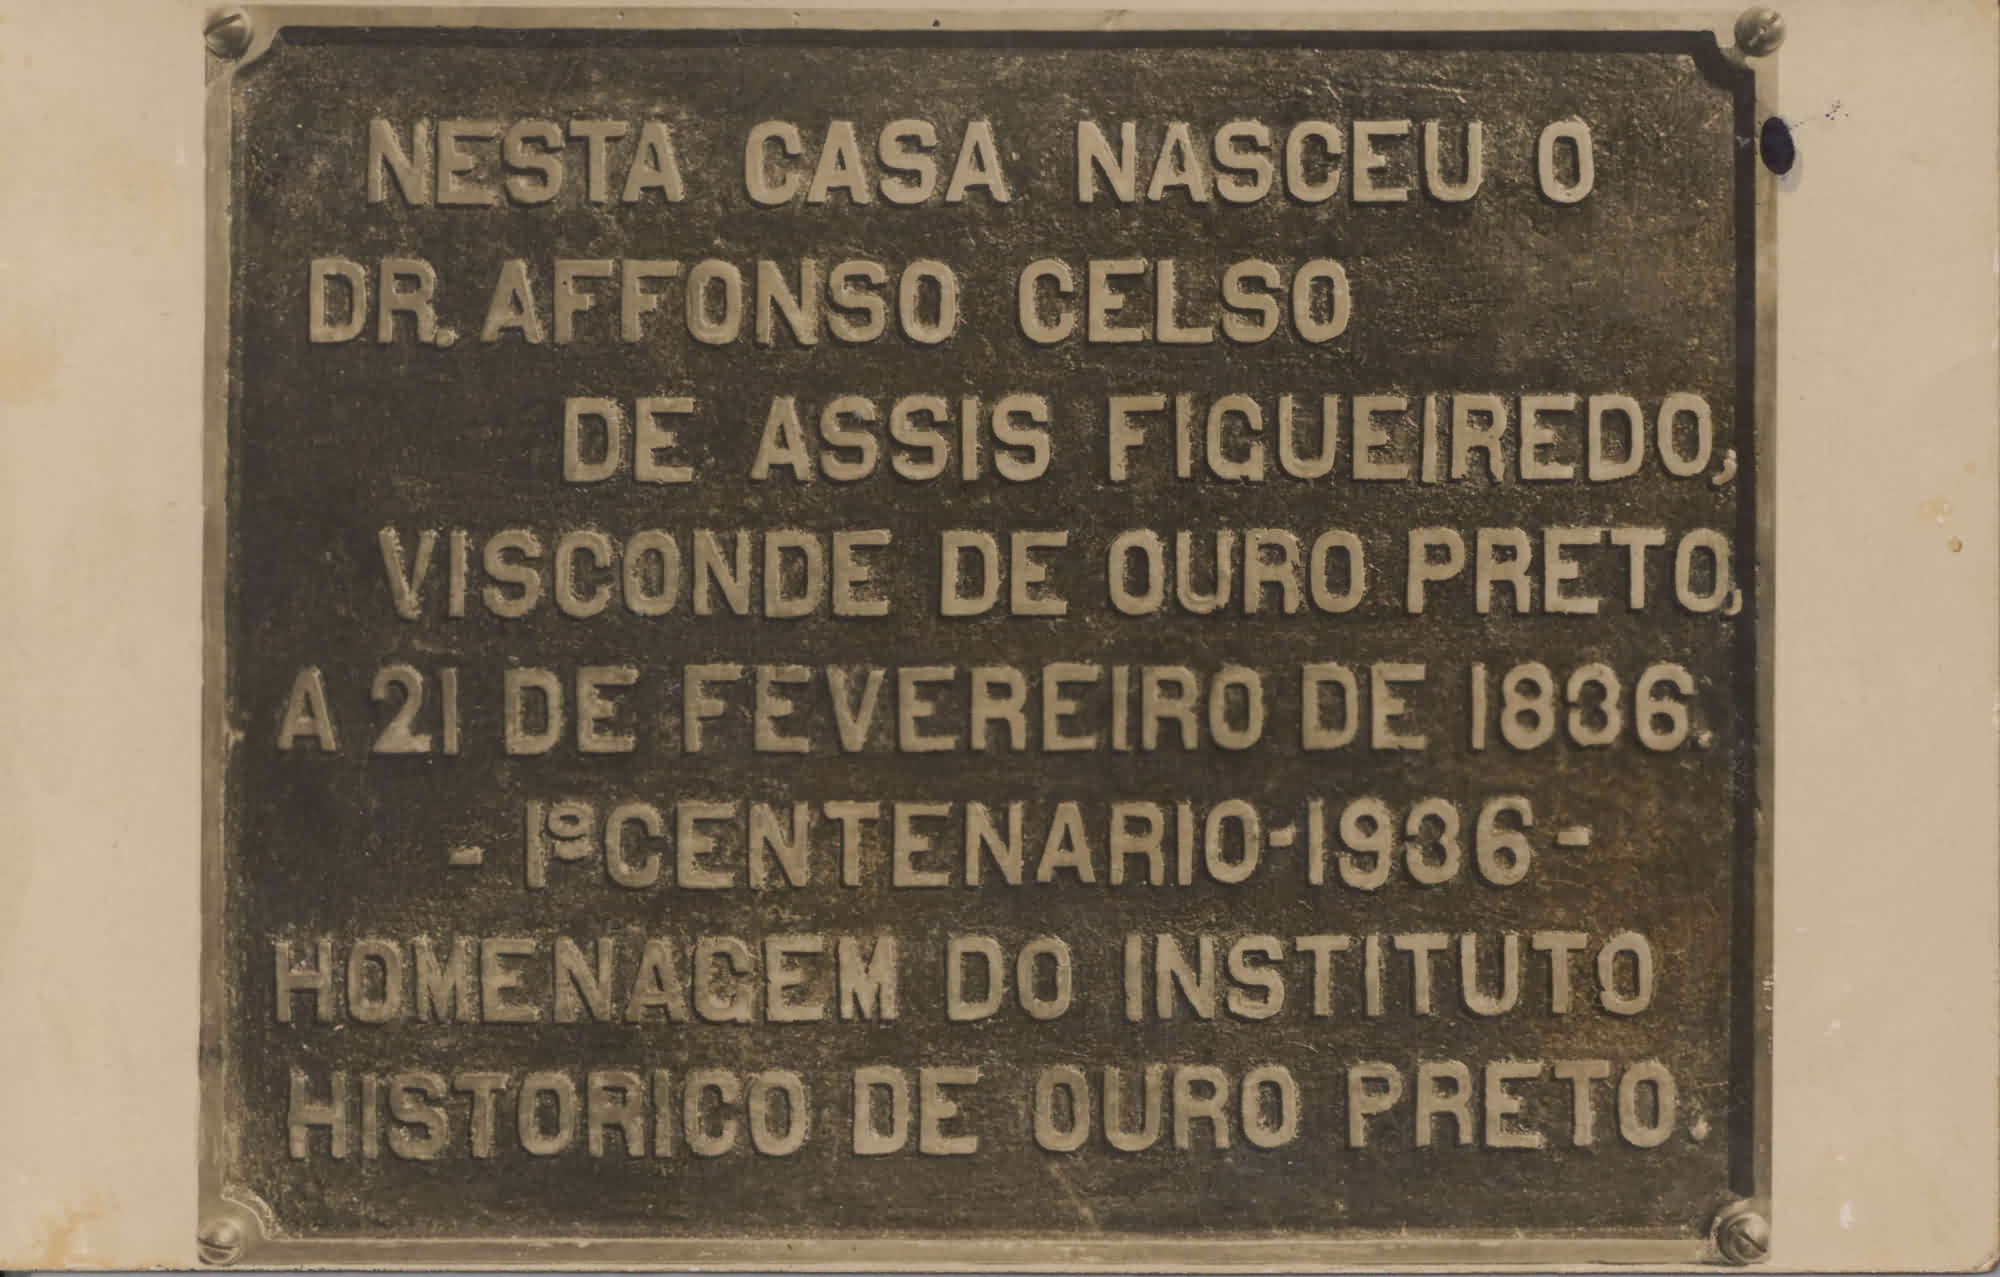 NESTA CASA NASCEU O
DR. AFFONSO CELSO
DE ASSIS FIGUEIREDO,
VISCONDE DE OURO PRETO,
A 21 DE FEVEREIRO DE 1836.
- 1º CENTENARIO - 1936 -
HOMENAGEM DO INSTITUTO
HISTORICO DE OURO PRETO.